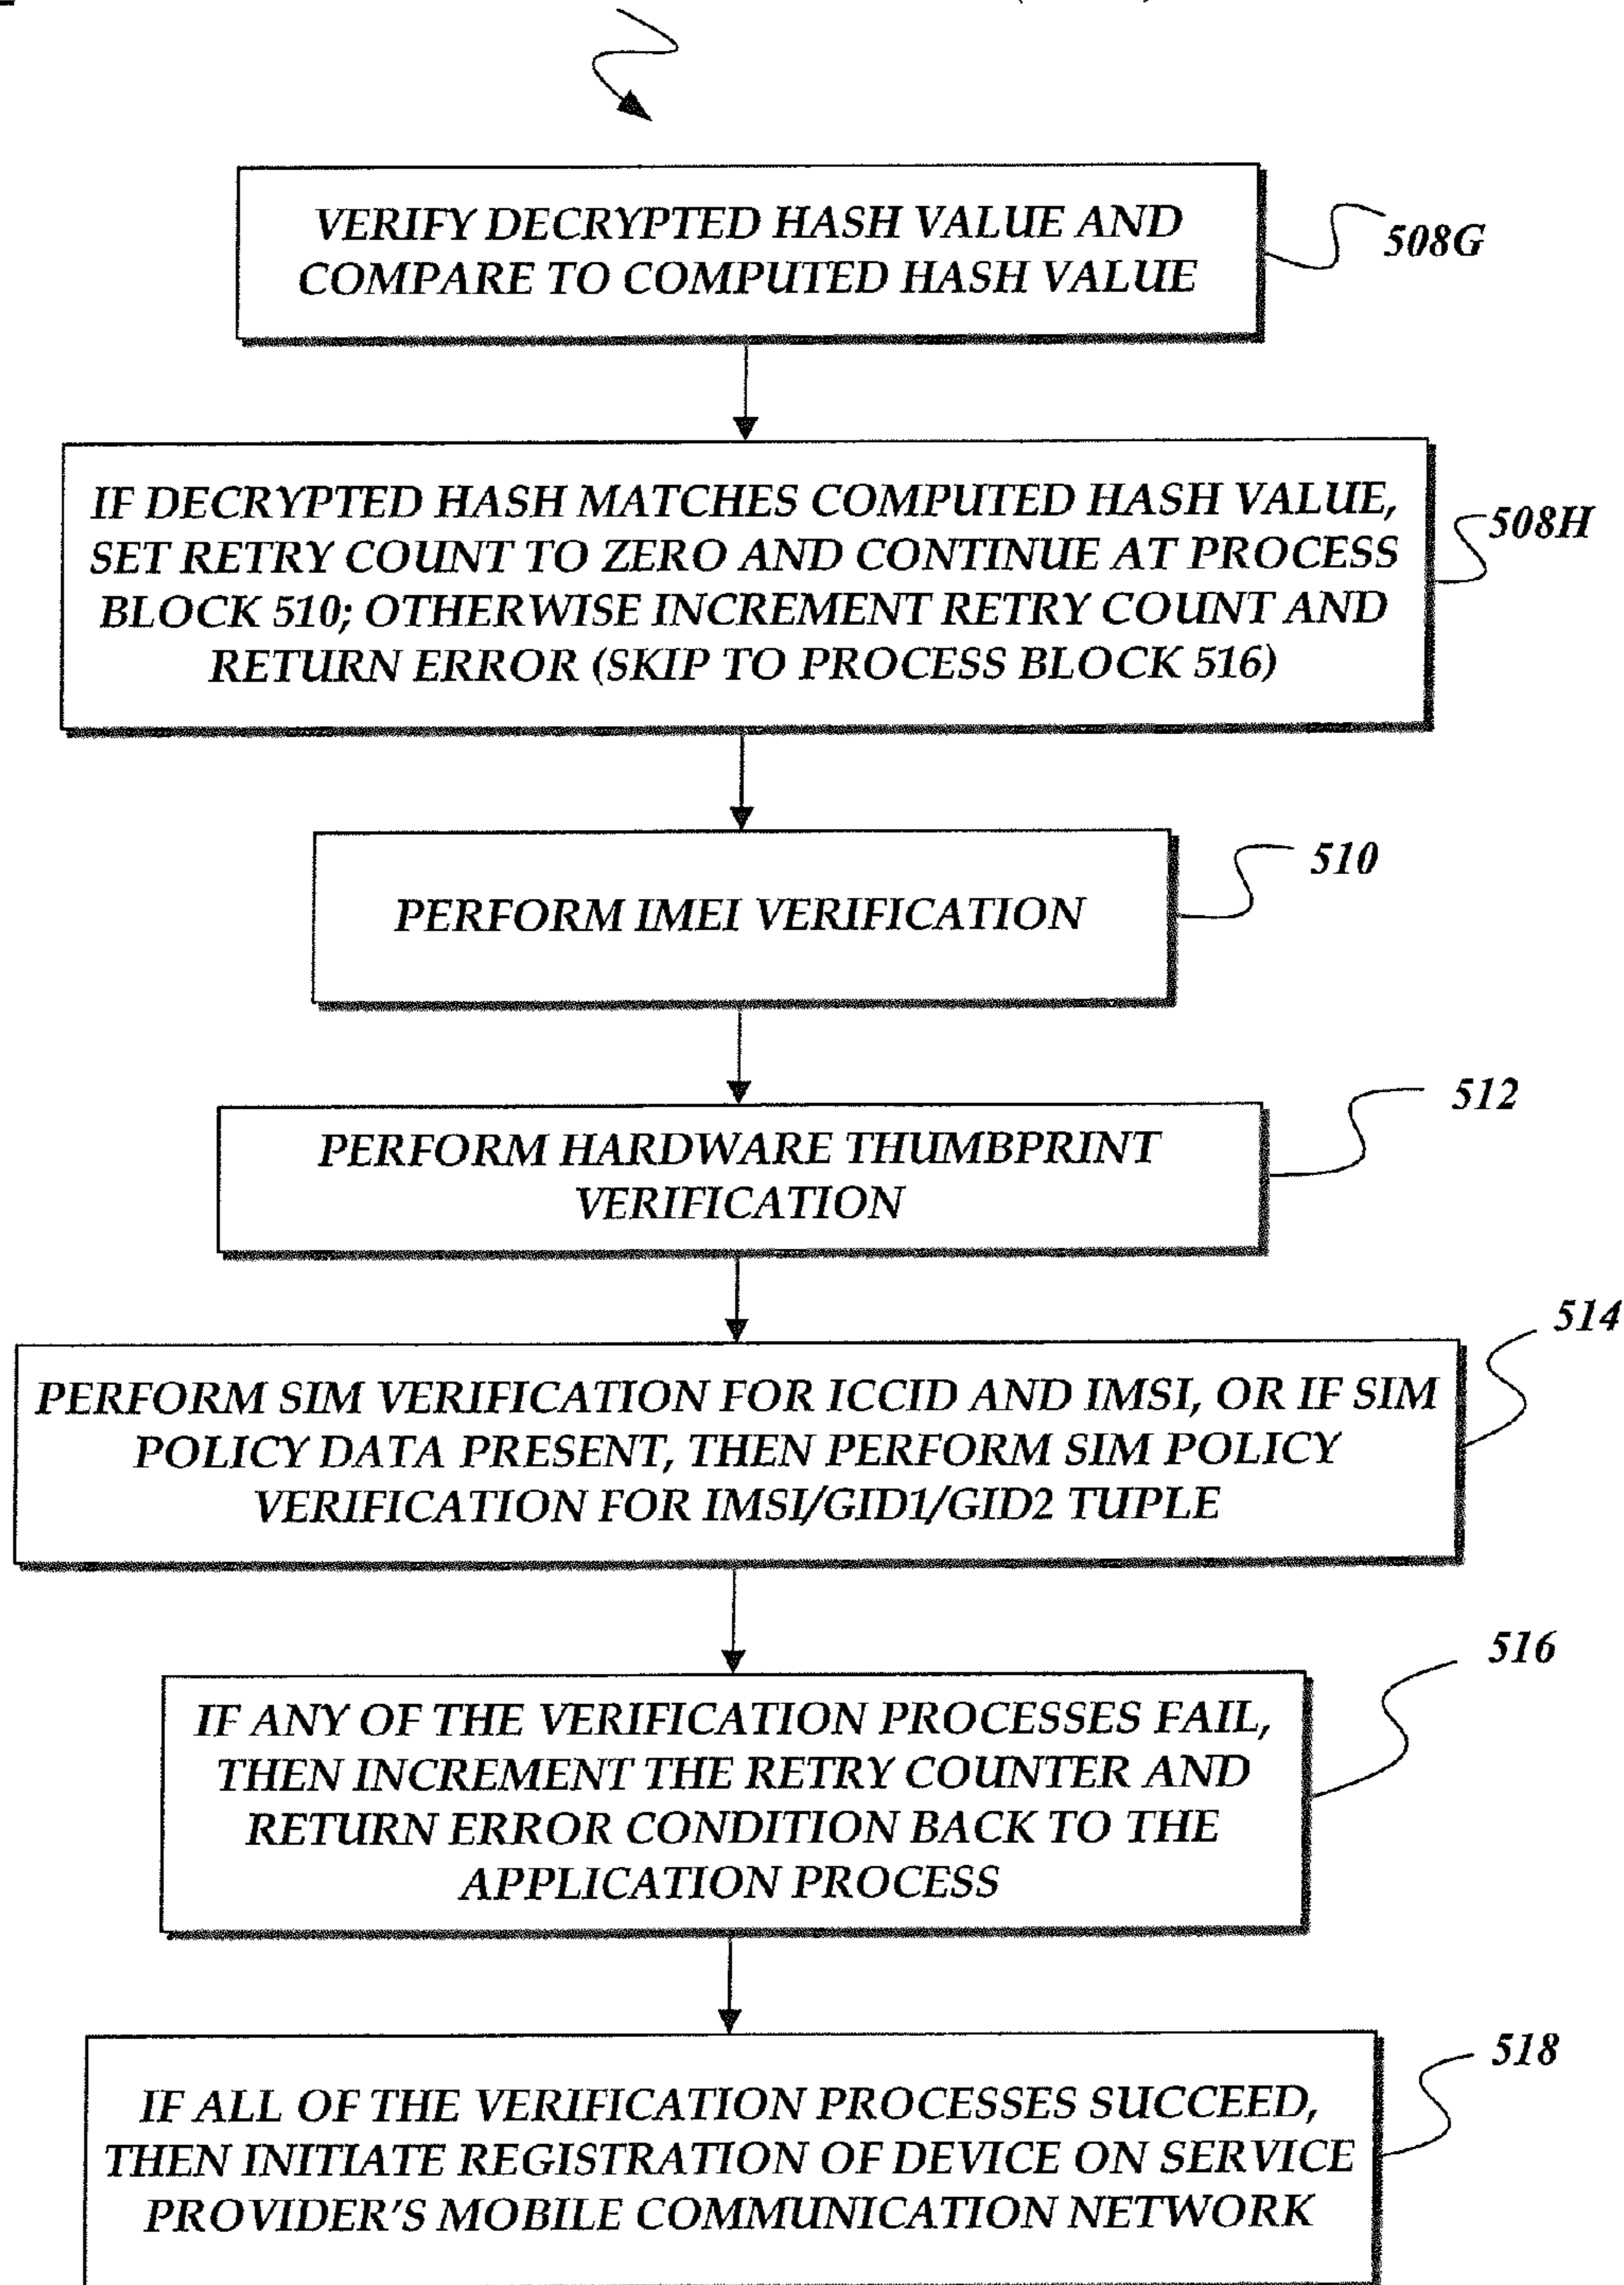 VERIFY DECRYPTED HASH VALUE AND
COMPARE TO COMPUTED HASH VALUE
508G
IF DECRYPTED HASH MATCHES COMPUTED HASH VALUE,
SET RETRY COUNT TO ZERO AND CONTINUE AT PROCESS
BLOCK 510; OTHERWISE INCREMENT RETRY COUNT AND
RETURN ERROR (SKIP TO PROCESS BLOCK 516)
508H
PERFORM IMEI VERIFICATION
510
PERFORM HARDWARE THUMBPRINT
VERIFICATION
512
PERFORM SIM VERIFICATION FOR ICCID AND IMSI, OR IF SIM
POLICY DATA PRESENT, THEN PERFORM SIM POLICY
VERIFICATION FOR IMSI/GID1/GID2 TUPLE
514
IF ANY OF THE VERIFICATION PROCESSES FAIL,
THEN INCREMENT THE RETRY COUNTER AND
RETURN ERROR CONDITION BACK TO THE
APPLICATION PROCESS
516
IF ALL OF THE VERIFICATION PROCESSES SUCCEED,
THEN INITIATE REGISTRATION OF DEVICE ON SERVICE
PROVIDER'S MOBILE COMMUNICATION NETWORK
518